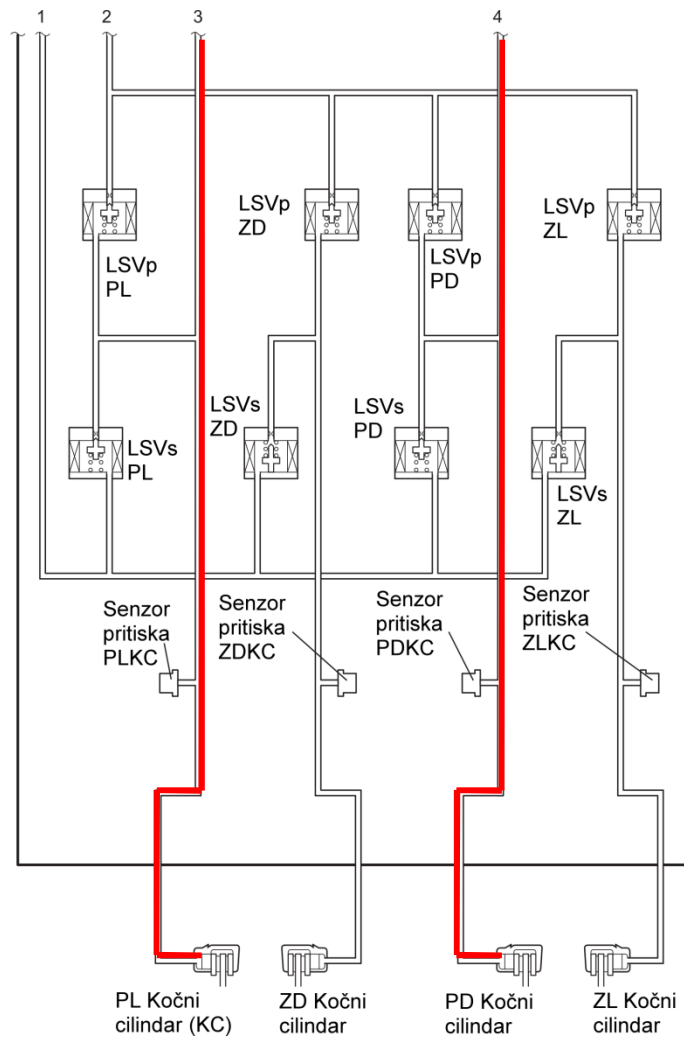 1
2
3
4
LSVp
PL
LSVp
ZD
LSVp
PD
LSVp
ZL
LSVs
PL
LSVs
ZD
LSVs
PD
LSVs
ZL
Senzor
pritiska
PLKC
Senzor
pritiska
ZDKC
Senzor
pritiska
PDKC
Senzor
pritiska
ZLKC
PL Kočni
cilindar (KC)
ZD Kočni
cilindar
PD Kočni
cilindar
ZL Kočni
cilindar